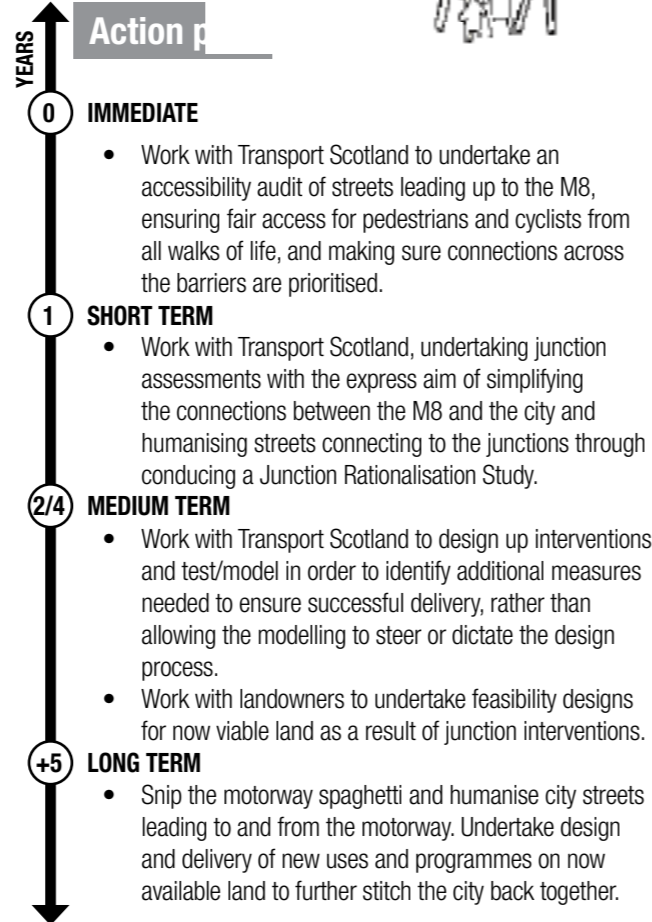 YEARS
Action p
0 IMMEDIATE
• Work with Transport Scotland to undertake an
accessibility audit of streets leading up to the M8,
ensuring fair access for pedestrians and cyclists from
all walks of life, and making sure connections across
the barriers are prioritised.
1 SHORT TERM
• Work with Transport Scotland, undertaking junction
assessments with the express aim of simplifying
the connections between the M8 and the city and
humanising streets connecting to the junctions through
conducing a Junction Rationalisation Study.
2/4 MEDIUM TERM
• Work with Transport Scotland to design up interventions
and test/model in order to identify additional measures
needed to ensure successful delivery, rather than
allowing the modelling to steer or dictate the design
process.
• Work with landowners to undertake feasibility designs
for now viable land as a result of junction interventions.
+5 LONG TERM
• Snip the motorway spaghetti and humanise city streets
leading to and from the motorway. Undertake design
and delivery of new uses and programmes on now
available land to further stitch the city back together.